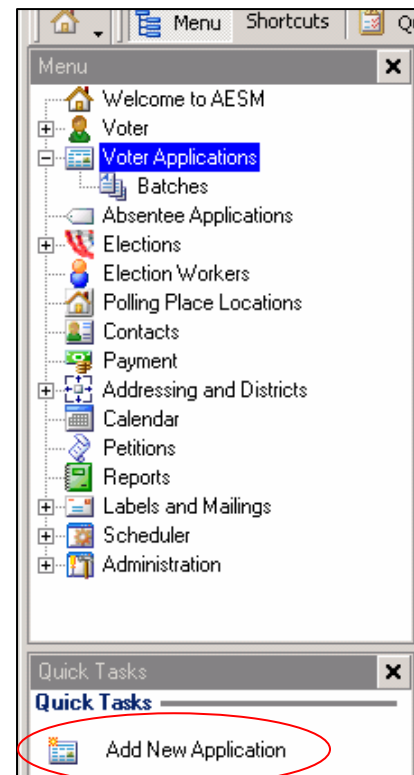 Menu Shortcuts
Menu
Welcome to AESM
Voter
Voter Applications
Batches
Absentee Applications
Elections
Election Workers
Polling Place Locations
Contacts
Payment
Addressing and Districts
Calendar
Petitions
Reports
Labels and Mailings
Scheduler
Administration
Quick Tasks
Quick Tasks
Add New Application